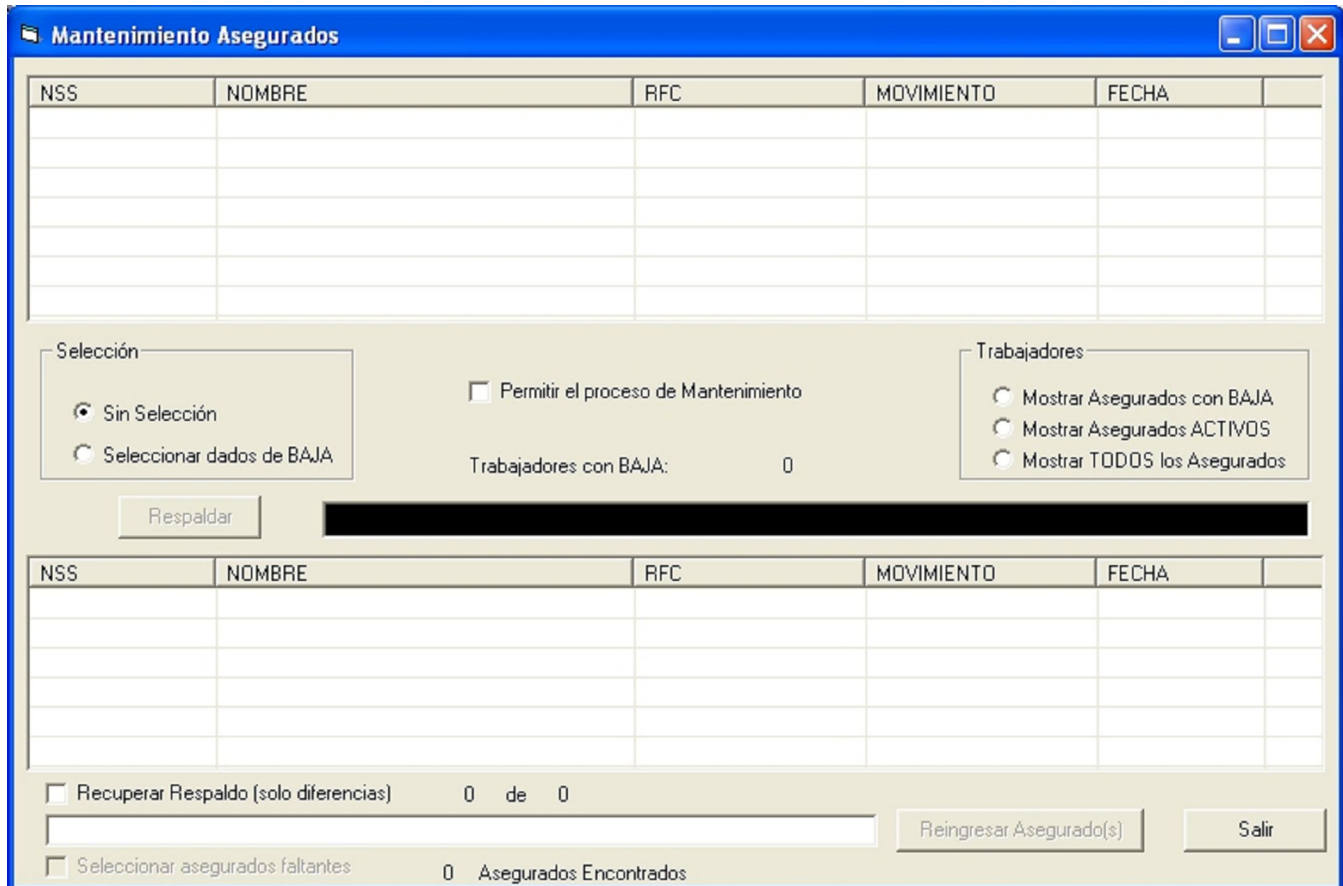 Mantenimiento Asegurados
NSS NOMBRE RFC MOVIMIENTO FECHA
Selección
Sin Selección
Seleccionar dados de BAJA
Permitir el proceso de Mantenimiento
Trabajadores con BAJA: 0
Trabajadores
Mostrar Asegurados con BAJA
Mostrar Asegurados ACTIVOS
Mostrar TODOS los Asegurados
Respaldar
NSS NOMBRE RFC MOVIMIENTO FECHA
Recuperar Respaldo (solo diferencias) 0 de 0
Reingresar Asegurado(s) Salir
Seleccionar asegurados faltantes 0 Asegurados Encontrados